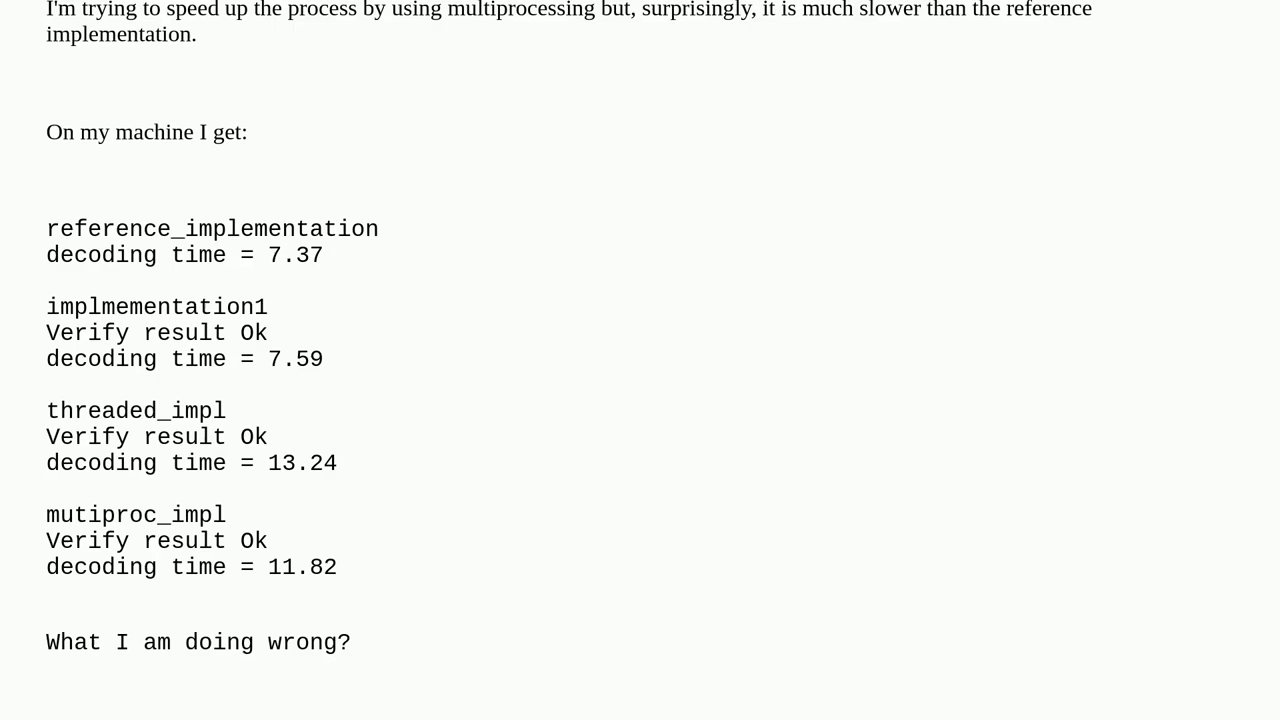 I'm trying to speed up the process by using multiprocessing but, surprisingly, it is much slower than the reference
implementation.
On my machine I get:
reference_implementation
decoding time = 7.37
implmementation1
Verify result Ok
decoding time = 7.59
threaded_impl
Verify result Ok
decoding time = 13.24
mutiproc_impl
Verify result Ok
decoding time = 11.82
What I am doing wrong?